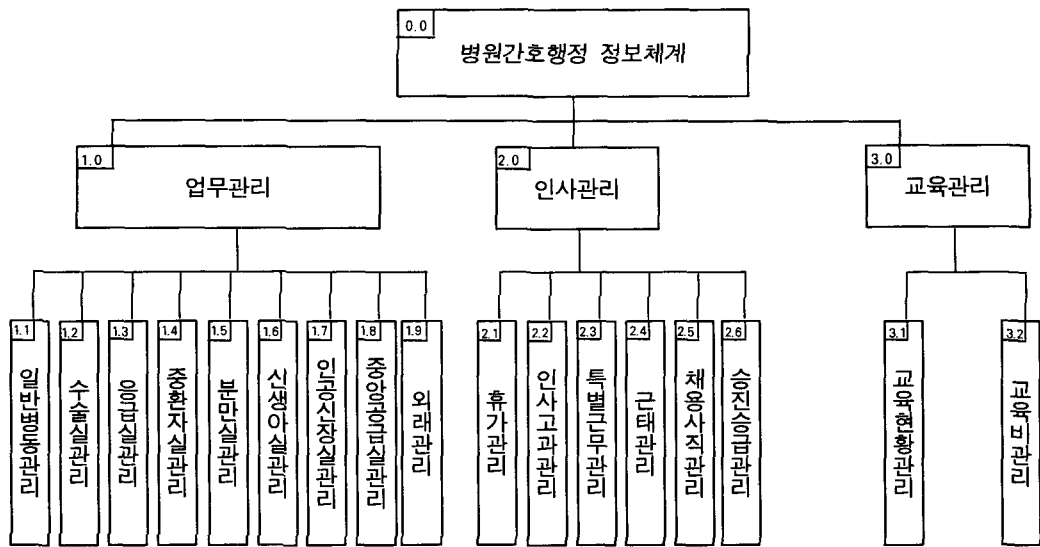 0.0
병원간호행정 정보체계
1.0
업무관리
2.0
인사관리
3.0
교육관리
1.1
일반병동관리
1.2
수술실관리
1.3
응급실관리
1.4
중환자실관리
1.5
분만실관리
1.6
신생아실관리
1.7
인공신장실관리
1.8
중앙공급실관리
1.9
외래관리
2.1
휴가관리
2.2
인사고과관리
2.3
특별근무관리
2.4
근태관리
2.5
채용사직관리
2.6
승진승급관리
3.1
교육현황관리
3.2
교육비관리